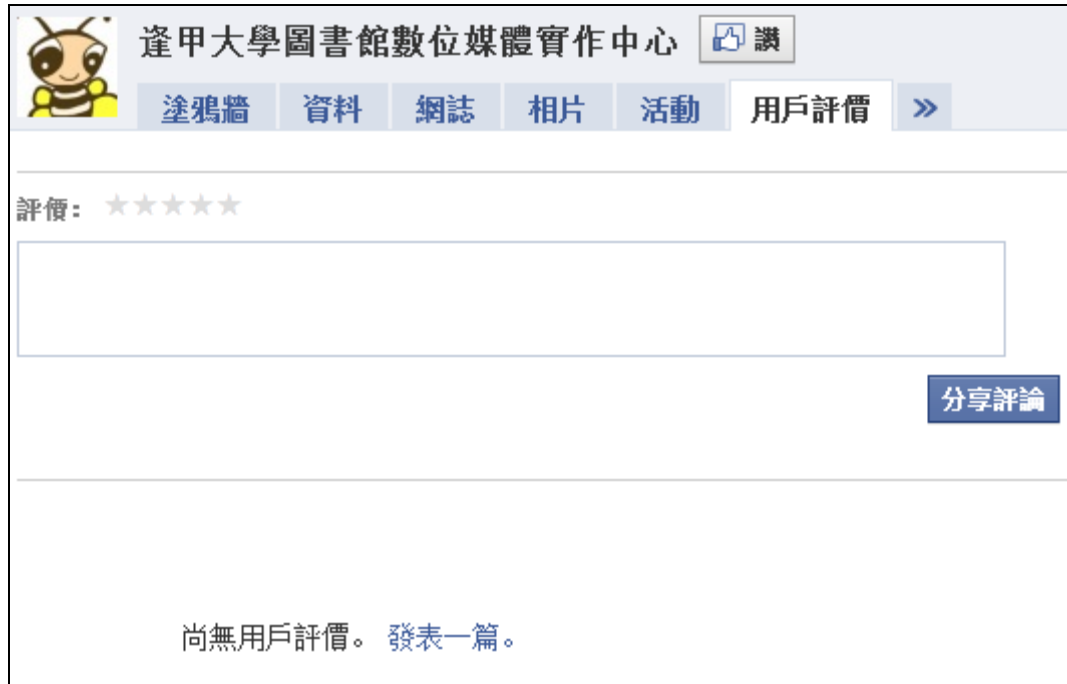 逢甲大學圖書館數位媒體實作中心 讚
塗鴉牆 資料 網誌 相片 活動 用戶評價 »
評價: ★★★★★
分享評論
尚無用戶評價。 發表一篇。